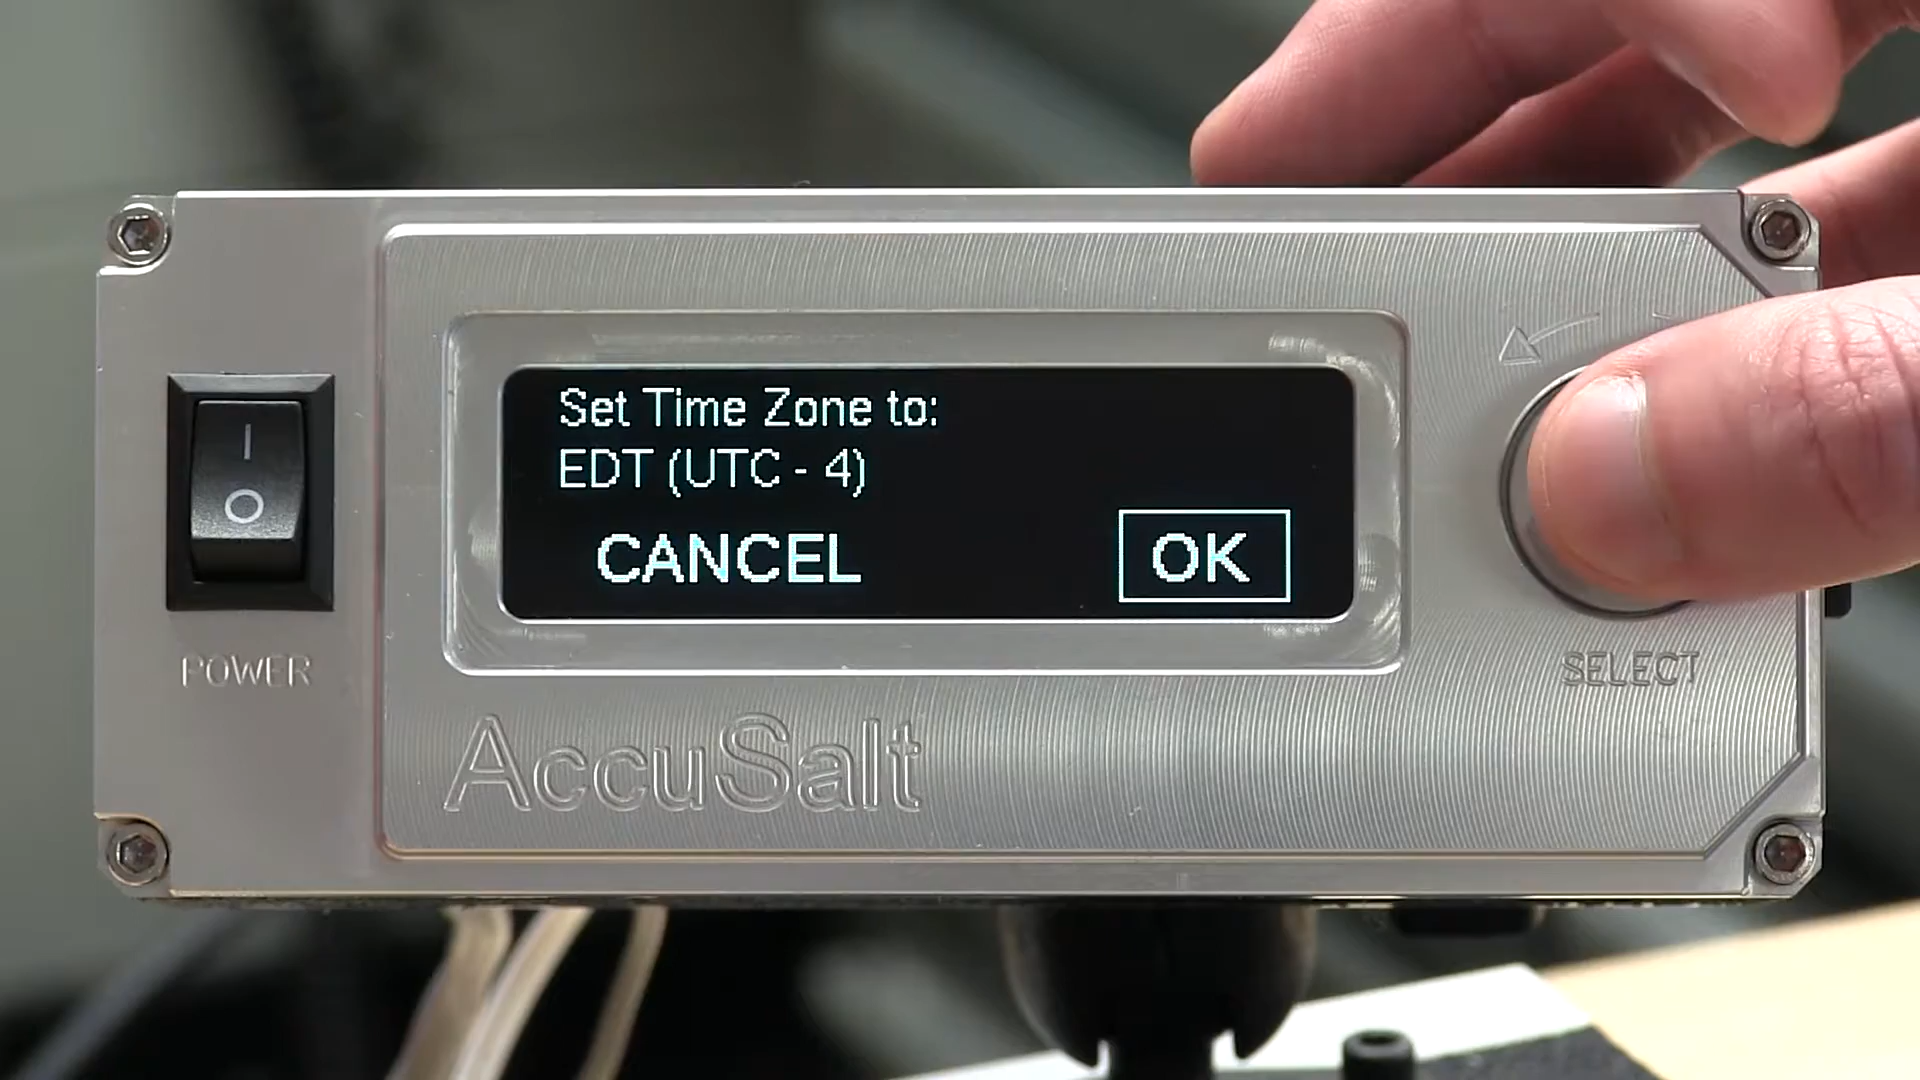 Set Time Zone to:
EDT (UTC - 4)
CANCEL OK
POWER
SELECT
AccuSalt